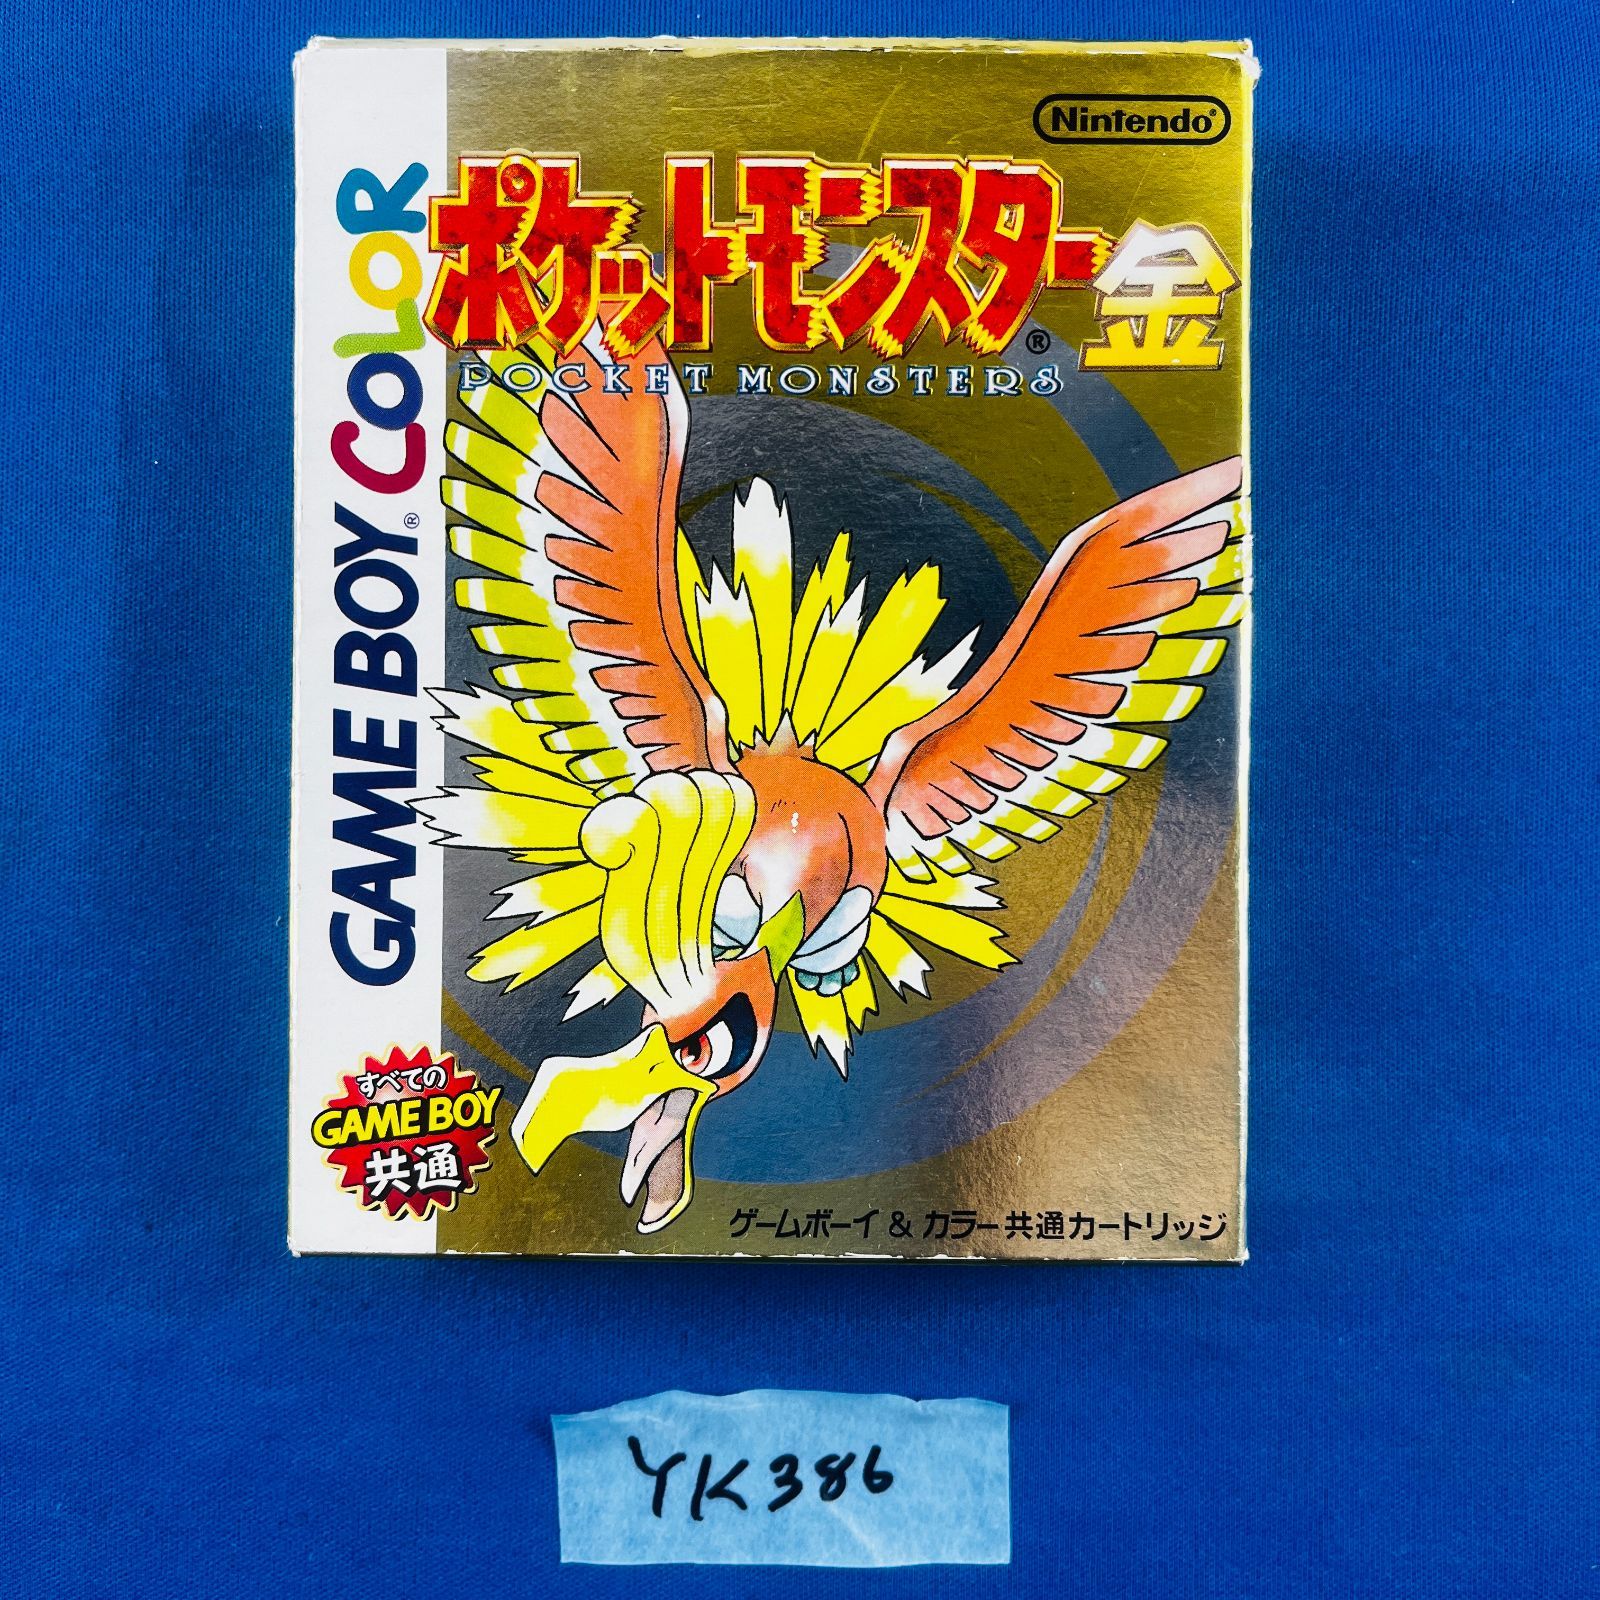 Nintendo®
ポケットモンスター金
®
POCKET MONSTERS
GAME BOY® COLOR
すべての
GAME BOY
共通
ゲームボーイ & カラー共通カートリッジ
YK386